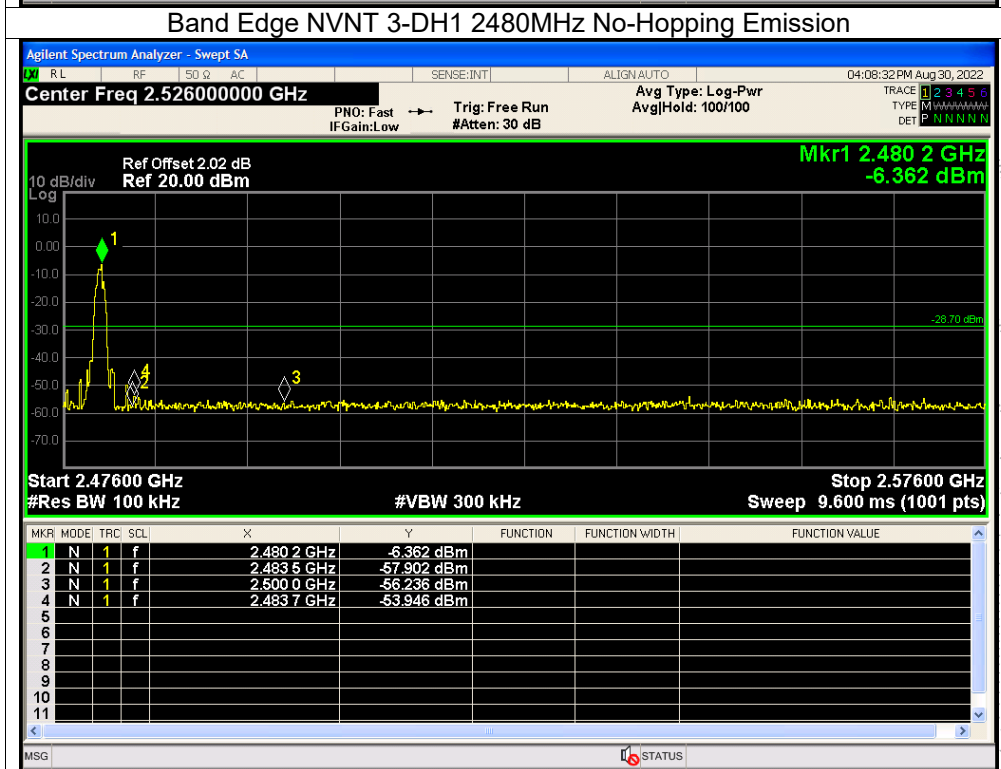 Band Edge NVNT 3-DH1 2480MHz No-Hopping Emission
Agilent Spectrum Analyzer - Swept SA
LXI RL RF 50 Ω AC SENSE:INT ALIGN AUTO 04:08:32 PM Aug 30, 2022
Center Freq 2.526000000 GHz
PNO: Fast
IFGain:Low
Trig: Free Run
#Atten: 30 dB
Avg Type: Log-Pwr
Avg|Hold: 100/100
TRACE 1 2 3 4 5 6
TYPE M WWWWW
DET P N N N N N
Ref Offset 2.02 dB
Ref 20.00 dBm
10 dB/div
Log
Mkr1 2.480 2 GHz
-6.362 dBm
10.0
0.00
-10.0
-20.0
-30.0
-40.0
-50.0
-60.0
-70.0
1
4
2
3
-28.70 dBm
Start 2.47600 GHz Stop 2.57600 GHz
#Res BW 100 kHz #VBW 300 kHz Sweep 9.600 ms (1001 pts)
MKR MODE TRC SCL X Y FUNCTION FUNCTION WIDTH FUNCTION VALUE
1 N 1 f 2.480 2 GHz -6.362 dBm
2 N 1 f 2.483 5 GHz -57.902 dBm
3 N 1 f 2.500 0 GHz -56.236 dBm
4 N 1 f 2.483 7 GHz -53.946 dBm
5
6
7
8
9
10
11
MSG STATUS